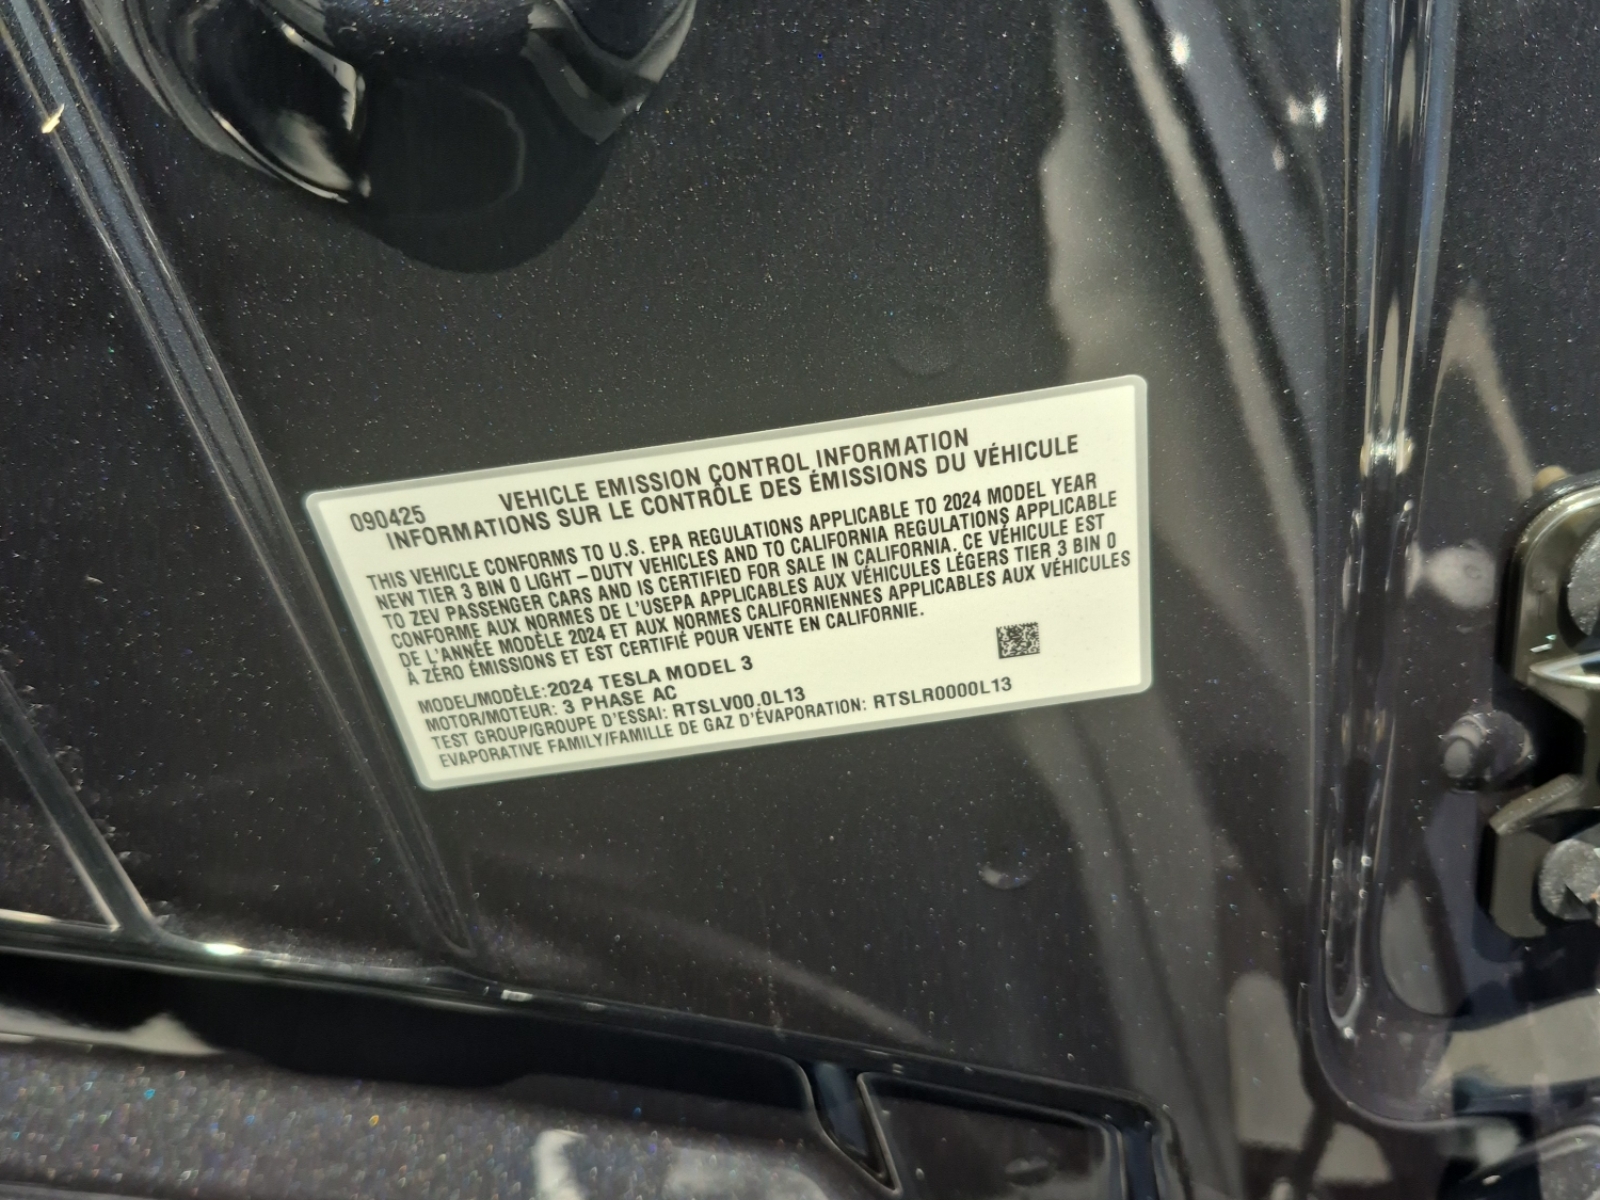 090425
VEHICLE EMISSION CONTROL INFORMATION
INFORMATIONS SUR LE CONTRÔLE DES ÉMISSIONS DU VÉHICULE
THIS VEHICLE CONFORMS TO U.S. EPA REGULATIONS APPLICABLE TO 2024 MODEL YEAR
NEW TIER 3 BIN 0 LIGHT-DUTY VEHICLES AND TO CALIFORNIA REGULATIONS APPLICABLE
TO ZEV PASSENGER CARS AND IS CERTIFIED FOR SALE IN CALIFORNIA. CE VÉHICULE EST
CONFORME AUX NORMES DE L'USEPA APPLICABLES AUX VÉHICULES LÉGERS TIER 3 BIN 0
DE L'ANNÉE MODÈLE 2024 ET AUX NORMES CALIFORNIENNES APPLICABLES AUX VÉHICULES
À ZÉRO ÉMISSIONS ET EST CERTIFIÉ POUR VENTE EN CALIFORNIE.
MODEL/MODÈLE:2024 TESLA MODEL 3
MOTOR/MOTEUR: 3 PHASE AC
TEST GROUP/GROUPE D'ESSAI: RTSLV00.0L13
EVAPORATIVE FAMILY/FAMILLE DE GAZ D'ÉVAPORATION: RTSLR0000L13